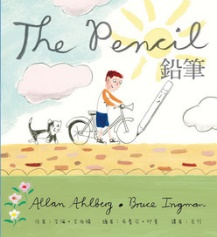 The Pencil
鉛筆
Allan Ahlberg • Bruce Ingman